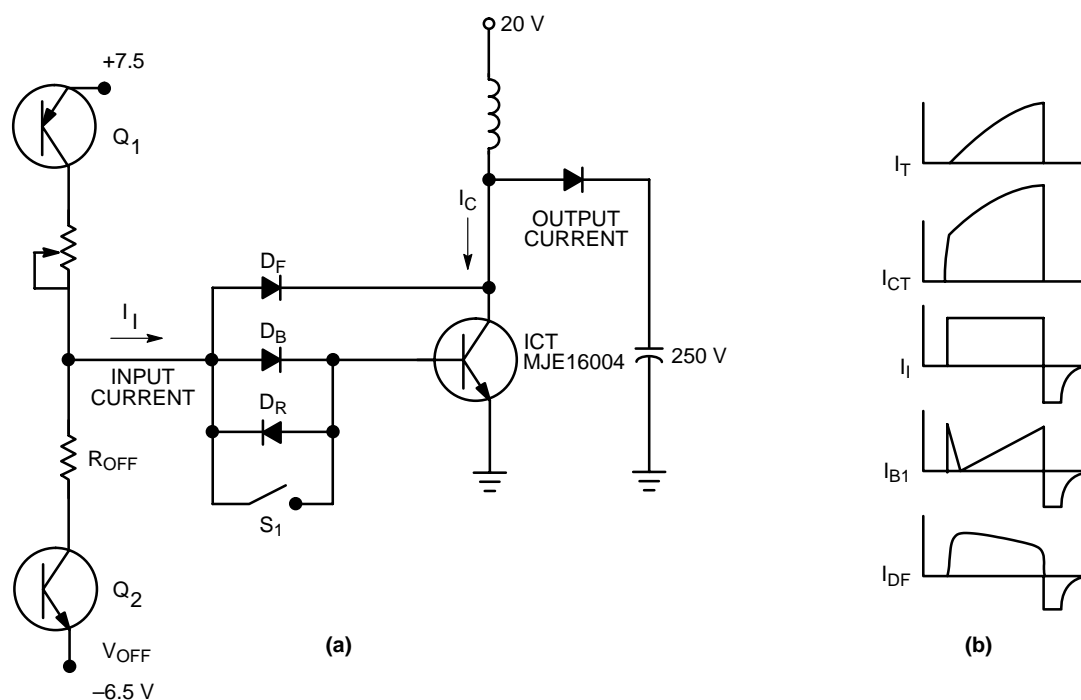 20 V
+7.5
Q1
IC
OUTPUT
CURRENT
DF
II
DB
ICT
MJE16004
250 V
INPUT
CURRENT
DR
ROFF
S1
Q2
VOFF
–6.5 V
(a)
IT
ICT
II
IB1
IDF
(b)